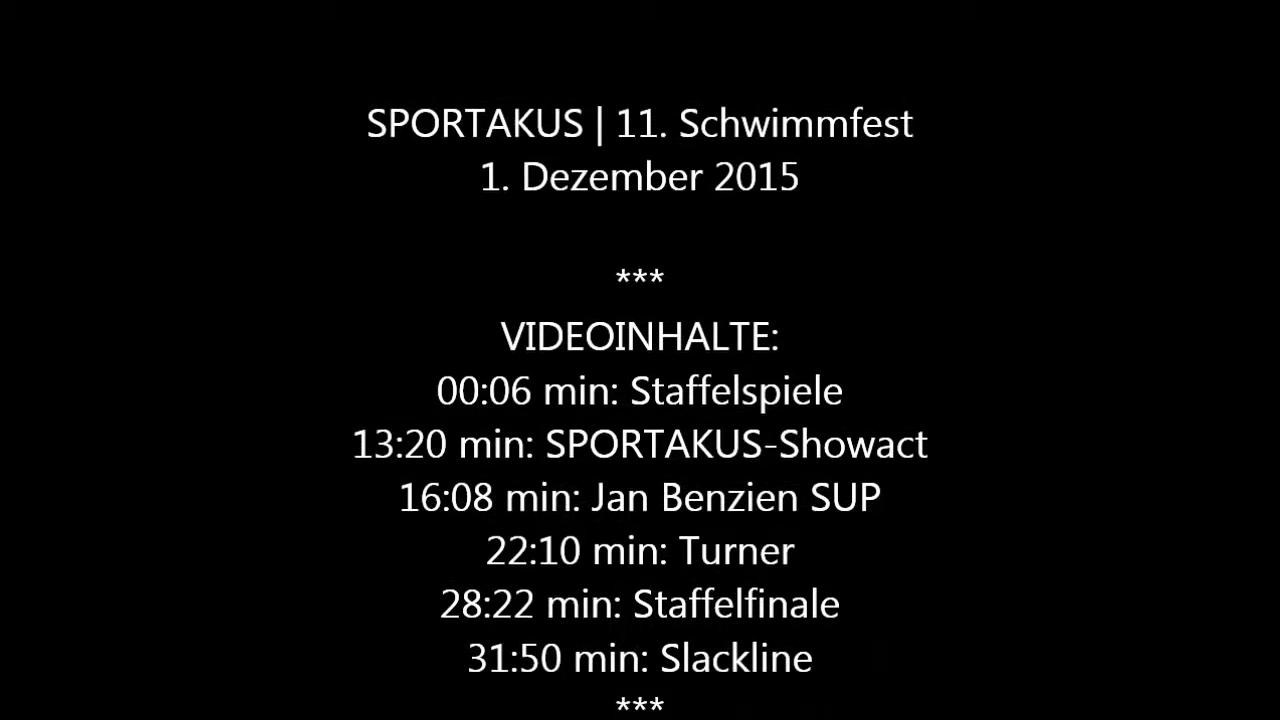 SPORTAKUS | 11. Schwimmfest
1. Dezember 2015
***
VIDEOINHALTE:
00:06 min: Staffelspiele
13:20 min: SPORTAKUS-Showact
16:08 min: Jan Benzien SUP
22:10 min: Turner
28:22 min: Staffelfinale
31:50 min: Slackline
***